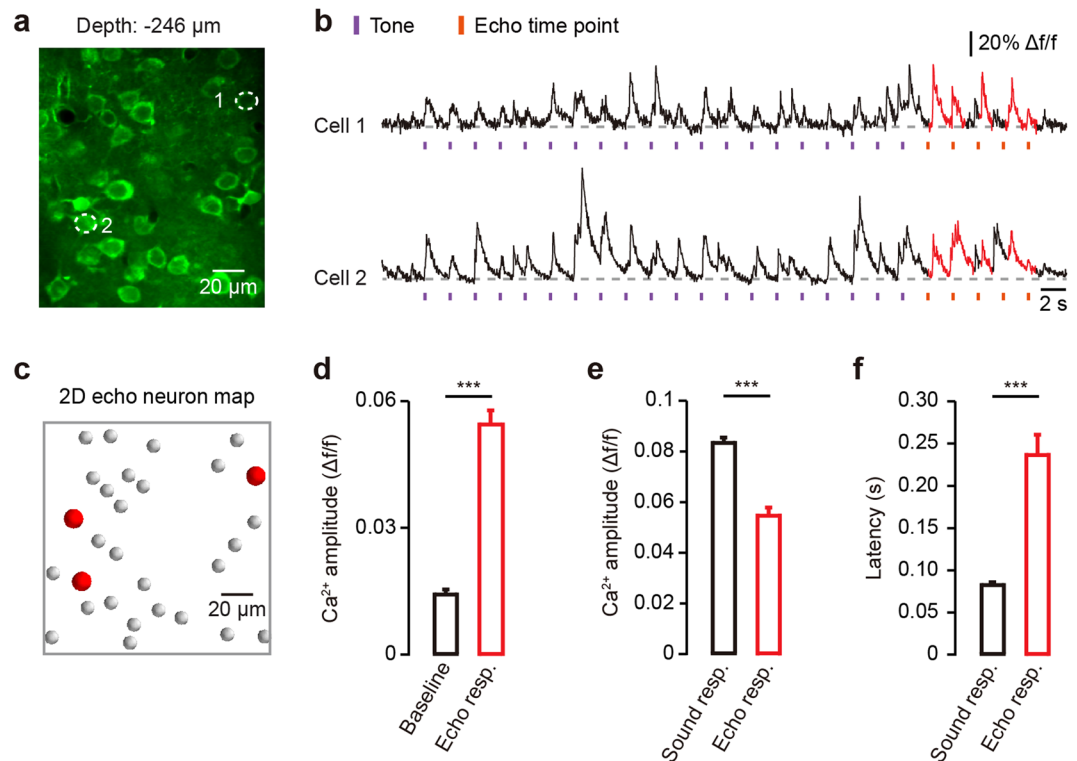 a
Depth: -246 µm
1
2
20 µm
b
Tone
Echo time point
20% Δf/f
Cell 1
Cell 2
2 s
c
2D echo neuron map
20 µm
d
***
0.06
0.03
0
Ca²⁺ amplitude (Δf/f)
Baseline
Echo resp.
e
***
0.1
0.08
0.06
0.04
0.02
0
Ca²⁺ amplitude (Δf/f)
Sound resp.
Echo resp.
f
***
0.30
0.25
0.20
0.15
0.10
0.05
0
Latency (s)
Sound resp.
Echo resp.